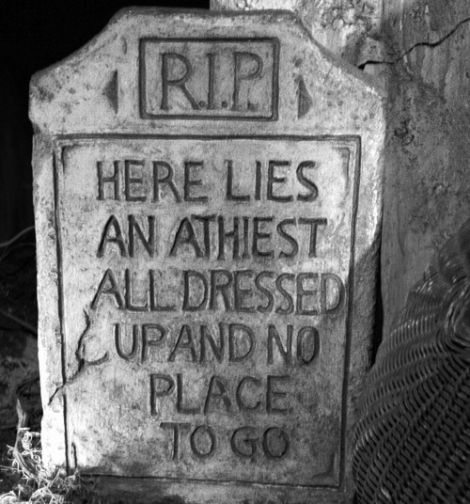 R.I.P.
HERE LIES
AN ATHIEST
ALL DRESSED
UP AND NO
PLACE
TO GO